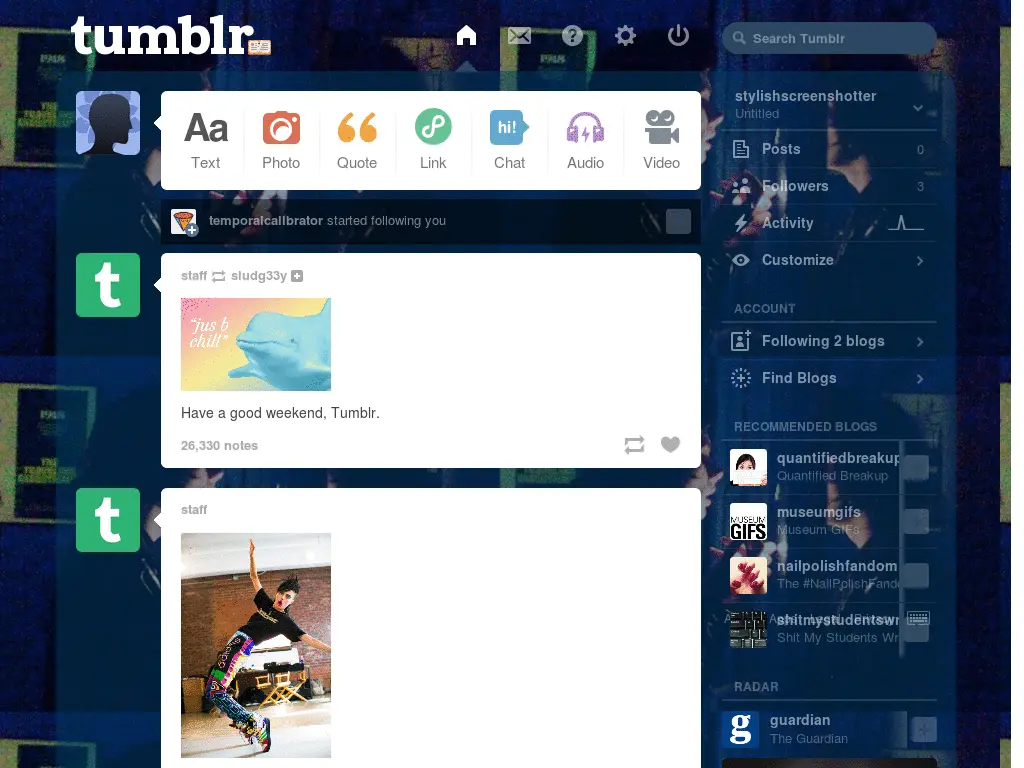 tumblr
Search Tumblr
stylishscreenshotter
Untitled
Aa
hi!
Text
Photo
Quote
Link
Chat
Audio
Video
Posts 0
Followers 3
Activity
Customize
temporalcalibrator started following you
t
staff sludg33y
"jus b
chill"
Have a good weekend, Tumblr.
26,330 notes
ACCOUNT
Following 2 blogs
Find Blogs
RECOMMENDED BLOGS
quantifiedbreakup
Quantified Breakup
MUSEUM
GIFS
museumgifs
Museum GIFs
nailpolishfandom
The #NailPolishFand
shitmystudentswr
Shit My Students Wr
t
staff
RADAR
g
guardian
The Guardian